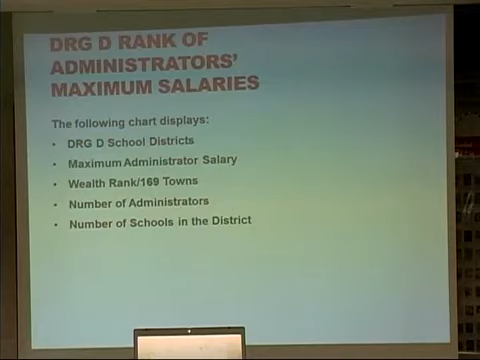 DRG D RANK OF
ADMINISTRATORS'
MAXIMUM SALARIES
The following chart displays:
• DRG D School Districts
• Maximum Administrator Salary
• Wealth Rank/169 Towns
• Number of Administrators
• Number of Schools in the District